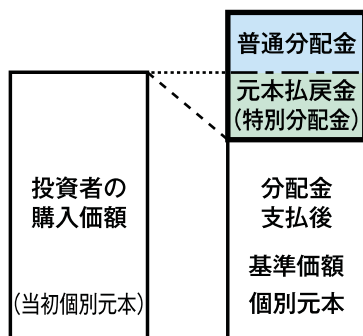 普通分配金
元本払戻金
（特別分配金）
投資者の
購入価額
（当初個別元本）
分配金
支払後
基準価額
個別元本